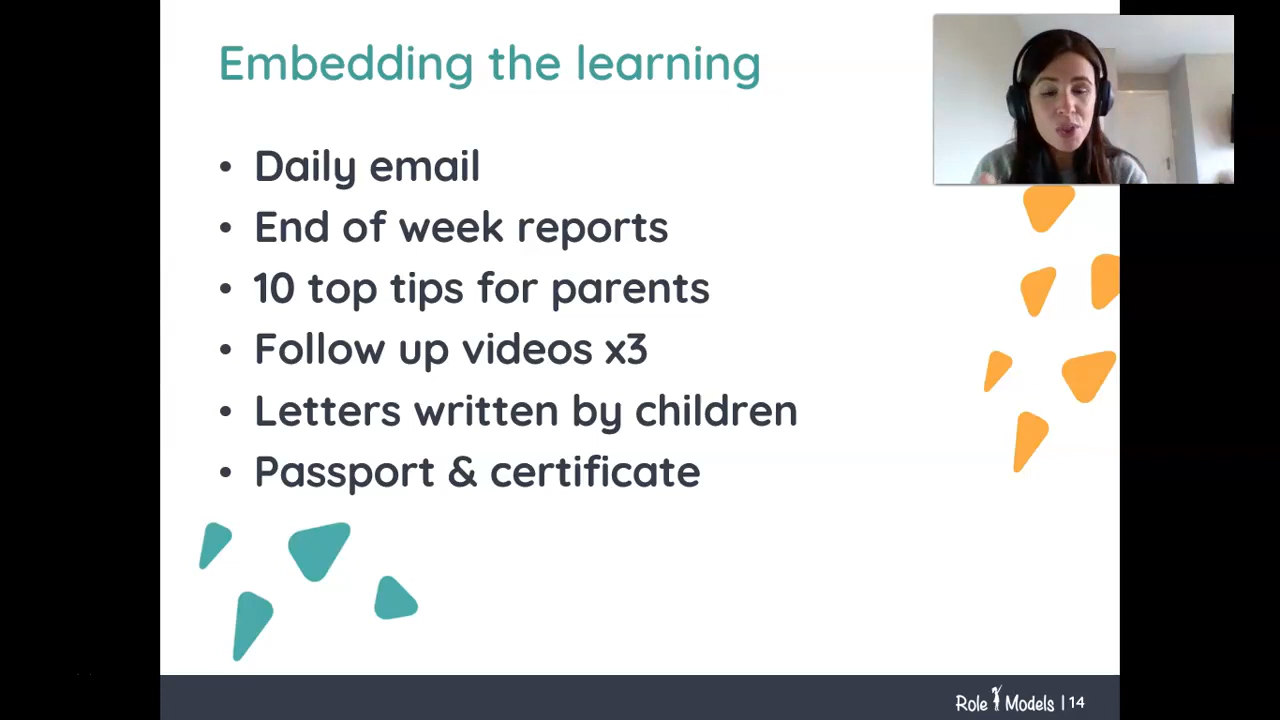 Embedding the learning
• Daily email
• End of week reports
• 10 top tips for parents
• Follow up videos x3
• Letters written by children
• Passport & certificate
Role Models | 14